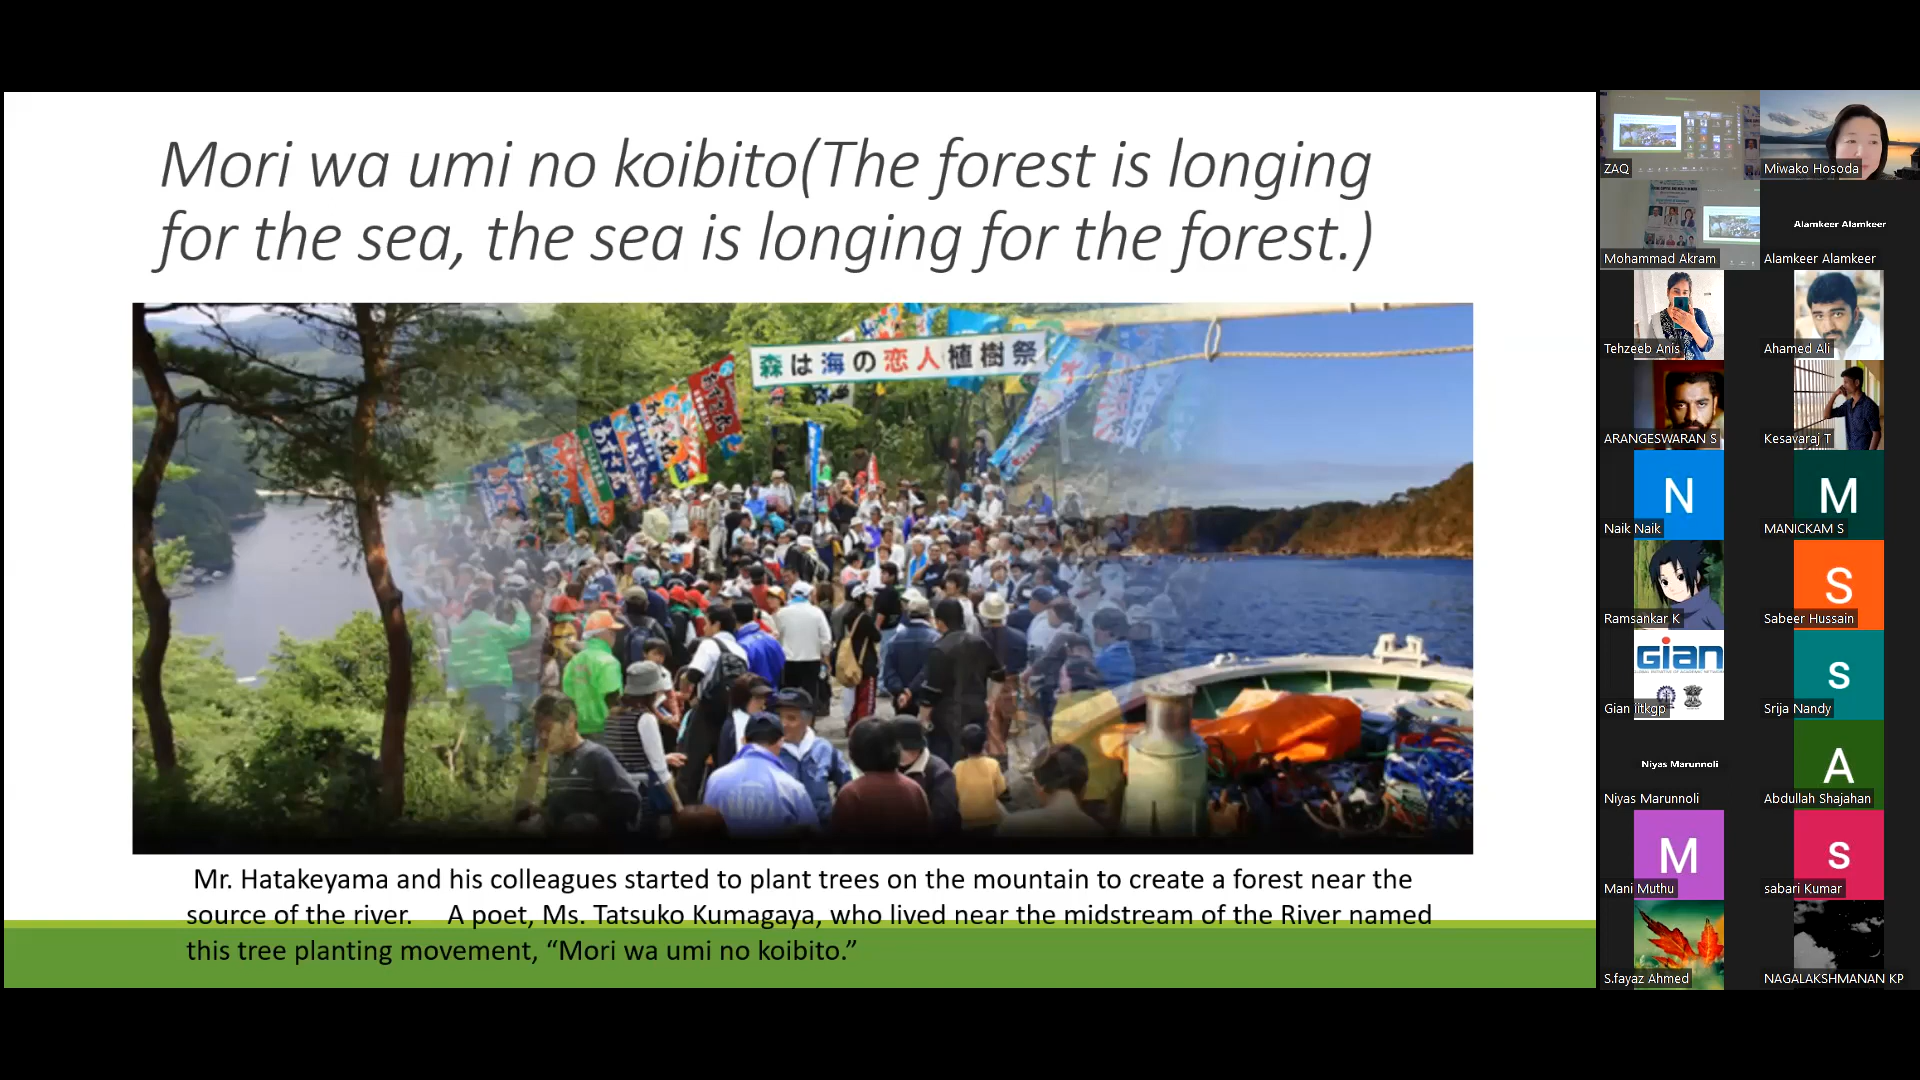 Mori wa umi no koibito(The forest is longing
for the sea, the sea is longing for the forest.)
森は海の恋人植樹祭
Mr. Hatakeyama and his colleagues started to plant trees on the mountain to create a forest near the
source of the river. A poet, Ms. Tatsuko Kumagaya, who lived near the midstream of the River named
this tree planting movement, “Mori wa umi no koibito.”
ZAQ
Miwako Hosoda
Mohammad Akram
Alamkeer Alamkeer
Alamkeer Alamkeer
Tehzeeb Anis
Ahamed Ali
ARANGESWARAN S
Kesavaraj T
N
Naik Naik
M
MANICKAM S
Ramsankar K
S
Sabeer Hussain
Gian
Gian iitkgp
s
Srija Nandy
Niyas Marunnoli
Niyas Marunnoli
A
Abdullah Shajahan
M
Mani Muthu
s
sabari Kumar
S.fayaz Ahmed
NAGALAKSHMANAN KP